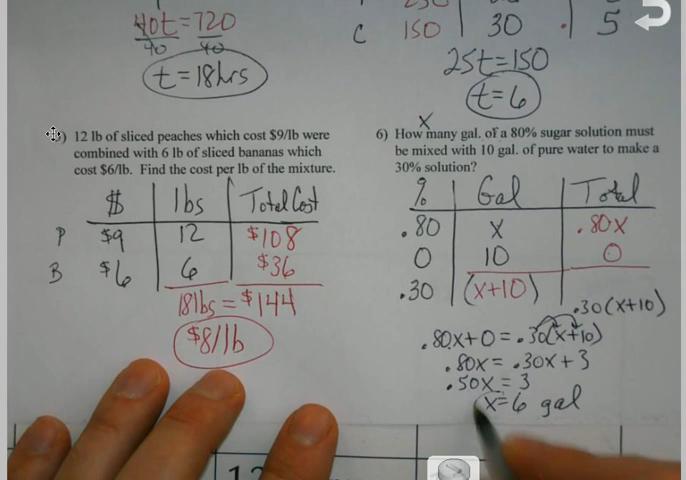 40t = 720
40 40
t = 18hrs
C 150 30 5
25t = 150
t = 6
) 12 lb of sliced peaches which cost $9/lb were
combined with 6 lb of sliced bananas which
cost $6/lb. Find the cost per lb of the mixture.
$ lbs Total Cost
P $9 12 $108
B $6 6 $36
18lbs = $144
$8/lb
x
6) How many gal. of a 80% sugar solution must
be mixed with 10 gal. of pure water to make a
30% solution?
% Gal Total
.80 x .80x
0 10 0
.30 (x+10) .30(x+10)
.80x + 0 = .30(x+10)
.80x = .30x + 3
.50x = 3
x = 6 gal